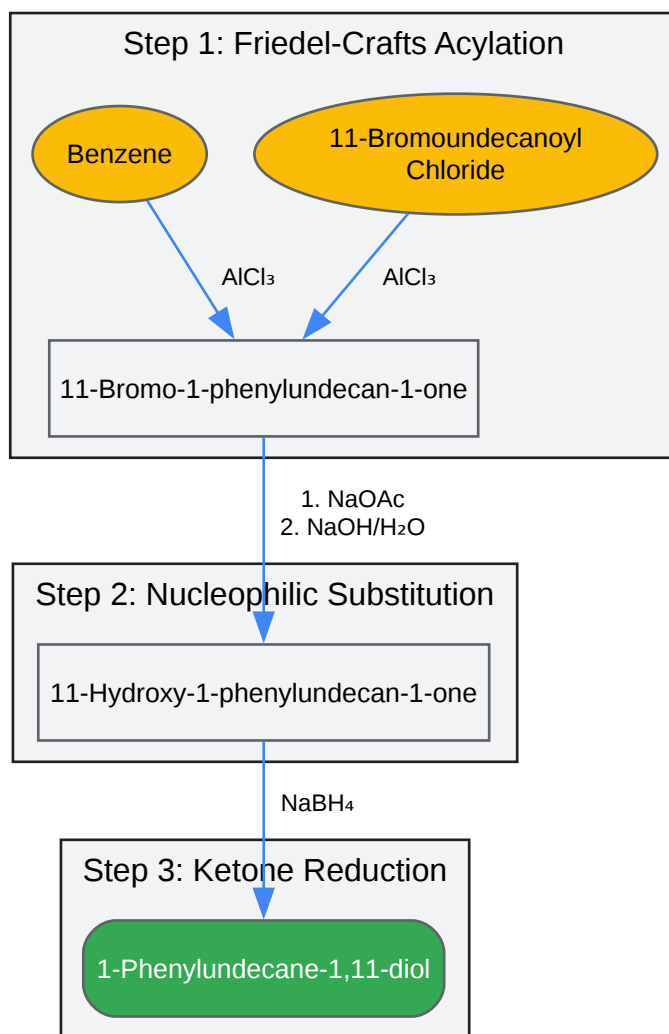 Step 1: Friedel-Crafts Acylation
Benzene
11-Bromoundecanoyl
Chloride
AlCl₃
AlCl₃
11-Bromo-1-phenylundecan-1-one
1. NaOAc
2. NaOH/H₂O
Step 2: Nucleophilic Substitution
11-Hydroxy-1-phenylundecan-1-one
NaBH₄
Step 3: Ketone Reduction
1-Phenylundecane-1,11-diol